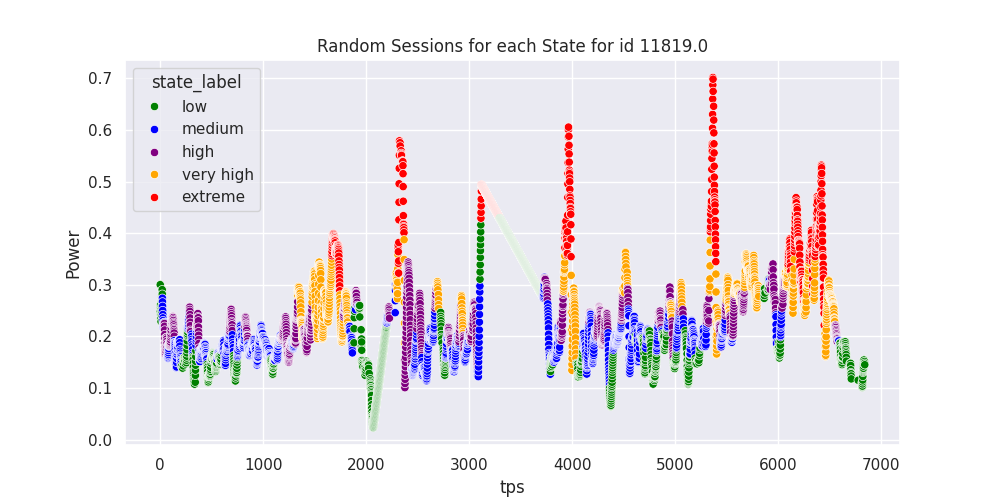 Random Sessions for each State for id 11819.0
state_label
low
medium
high
very high
extreme
Power
0.7
0.6
0.5
0.4
0.3
0.2
0.1
0.0
0 1000 2000 3000 4000 5000 6000 7000
tps